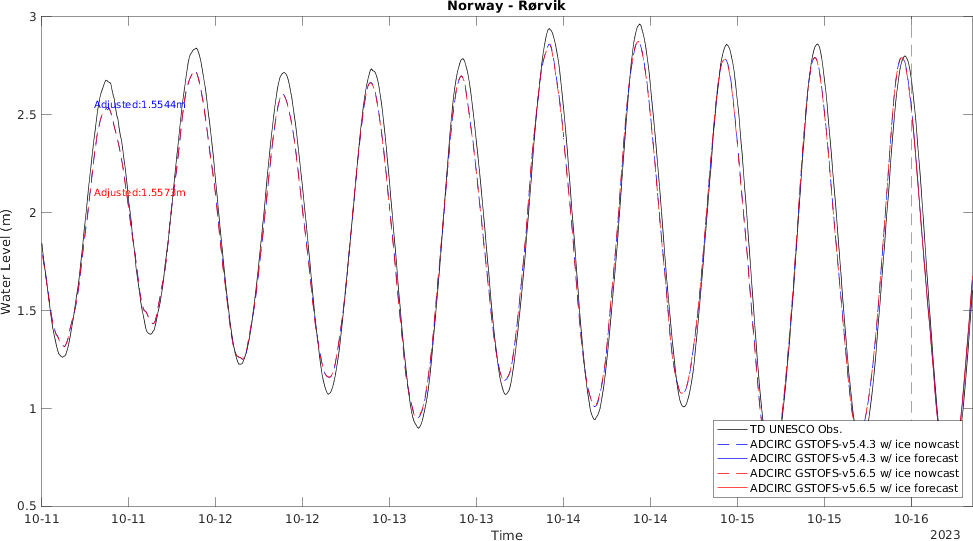 Norway - Rørvik
3
2.5
2
1.5
1
0.5
Water Level (m)
Adjusted:1.5544m
Adjusted:1.5573m
TD UNESCO Obs.
ADCIRC GSTOFS-v5.4.3 w/ ice nowcast
ADCIRC GSTOFS-v5.4.3 w/ ice forecast
ADCIRC GSTOFS-v5.6.5 w/ ice nowcast
ADCIRC GSTOFS-v5.6.5 w/ ice forecast
10-11 10-11 10-12 10-12 10-13 10-13 10-14 10-14 10-15 10-15 10-16
Time
2023